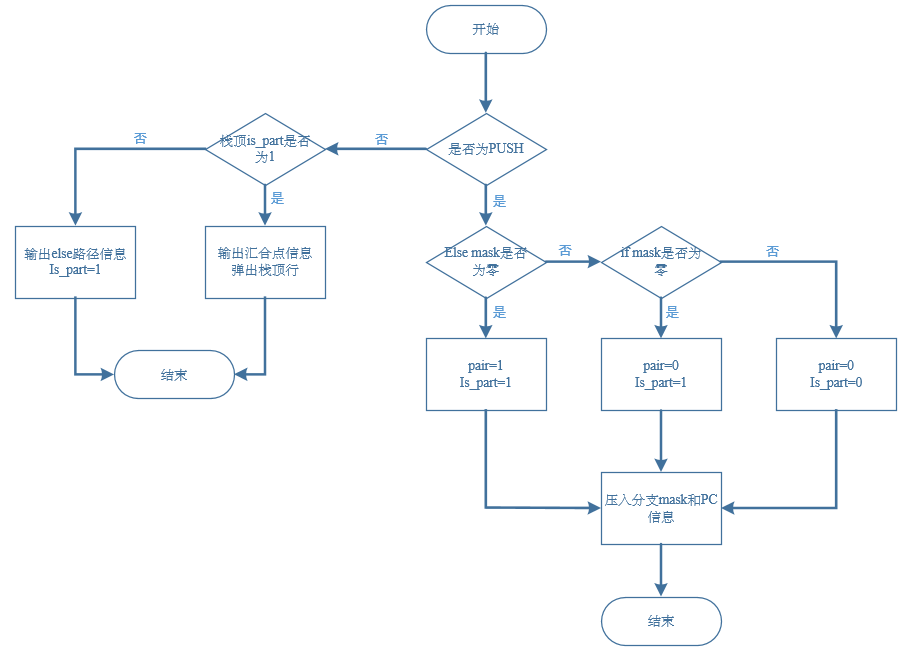 开始
否
栈顶is_part是否
为1
否
是否为PUSH
是
是
输出else路径信息
Is_part=1
输出汇合点信息
弹出栈顶行
Else mask是否
为零
否
if mask是否为
零
否
是
是
结束
pair=1
Is_part=1
pair=0
Is_part=1
pair=0
Is_part=0
压入分支mask和PC
信息
结束